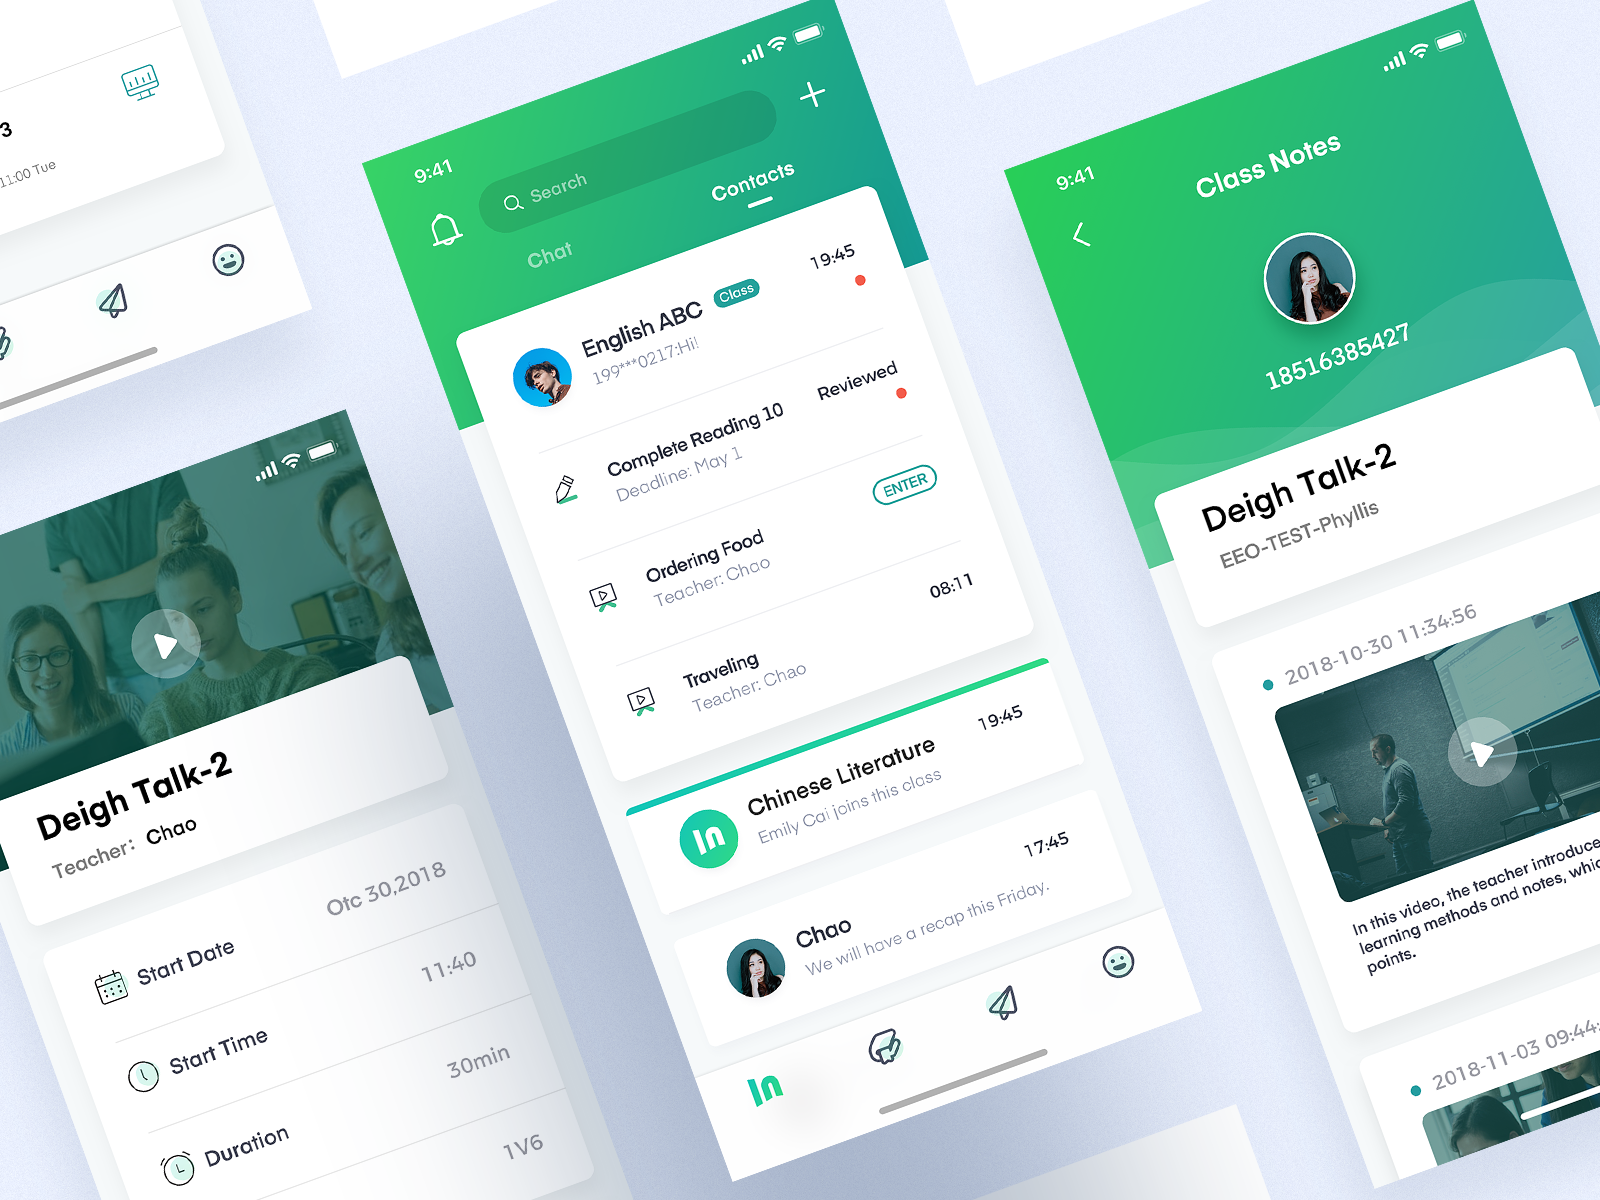 3
11:00 Tue
9:41
Search
Chat
Contacts
English ABC
Class
19:45
199***0217:Hi!
Complete Reading 10
Reviewed
Deadline: May 1
Ordering Food
ENTER
Teacher: Chao
Traveling
08:11
Teacher: Chao
Chinese Literature
19:45
Emily Cai joins this class
Chao
17:45
We will have a recap this Friday.
Deigh Talk-2
Teacher: Chao
Start Date
Otc 30,2018
Start Time
11:40
Duration
30min
1V6
9:41
Class Notes
18516385427
Deigh Talk-2
EEO-TEST-Phyllis
2018-10-30 11:34:56
In this video, the teacher introduce
learning methods and notes, whic
points.
2018-11-03 09:44: